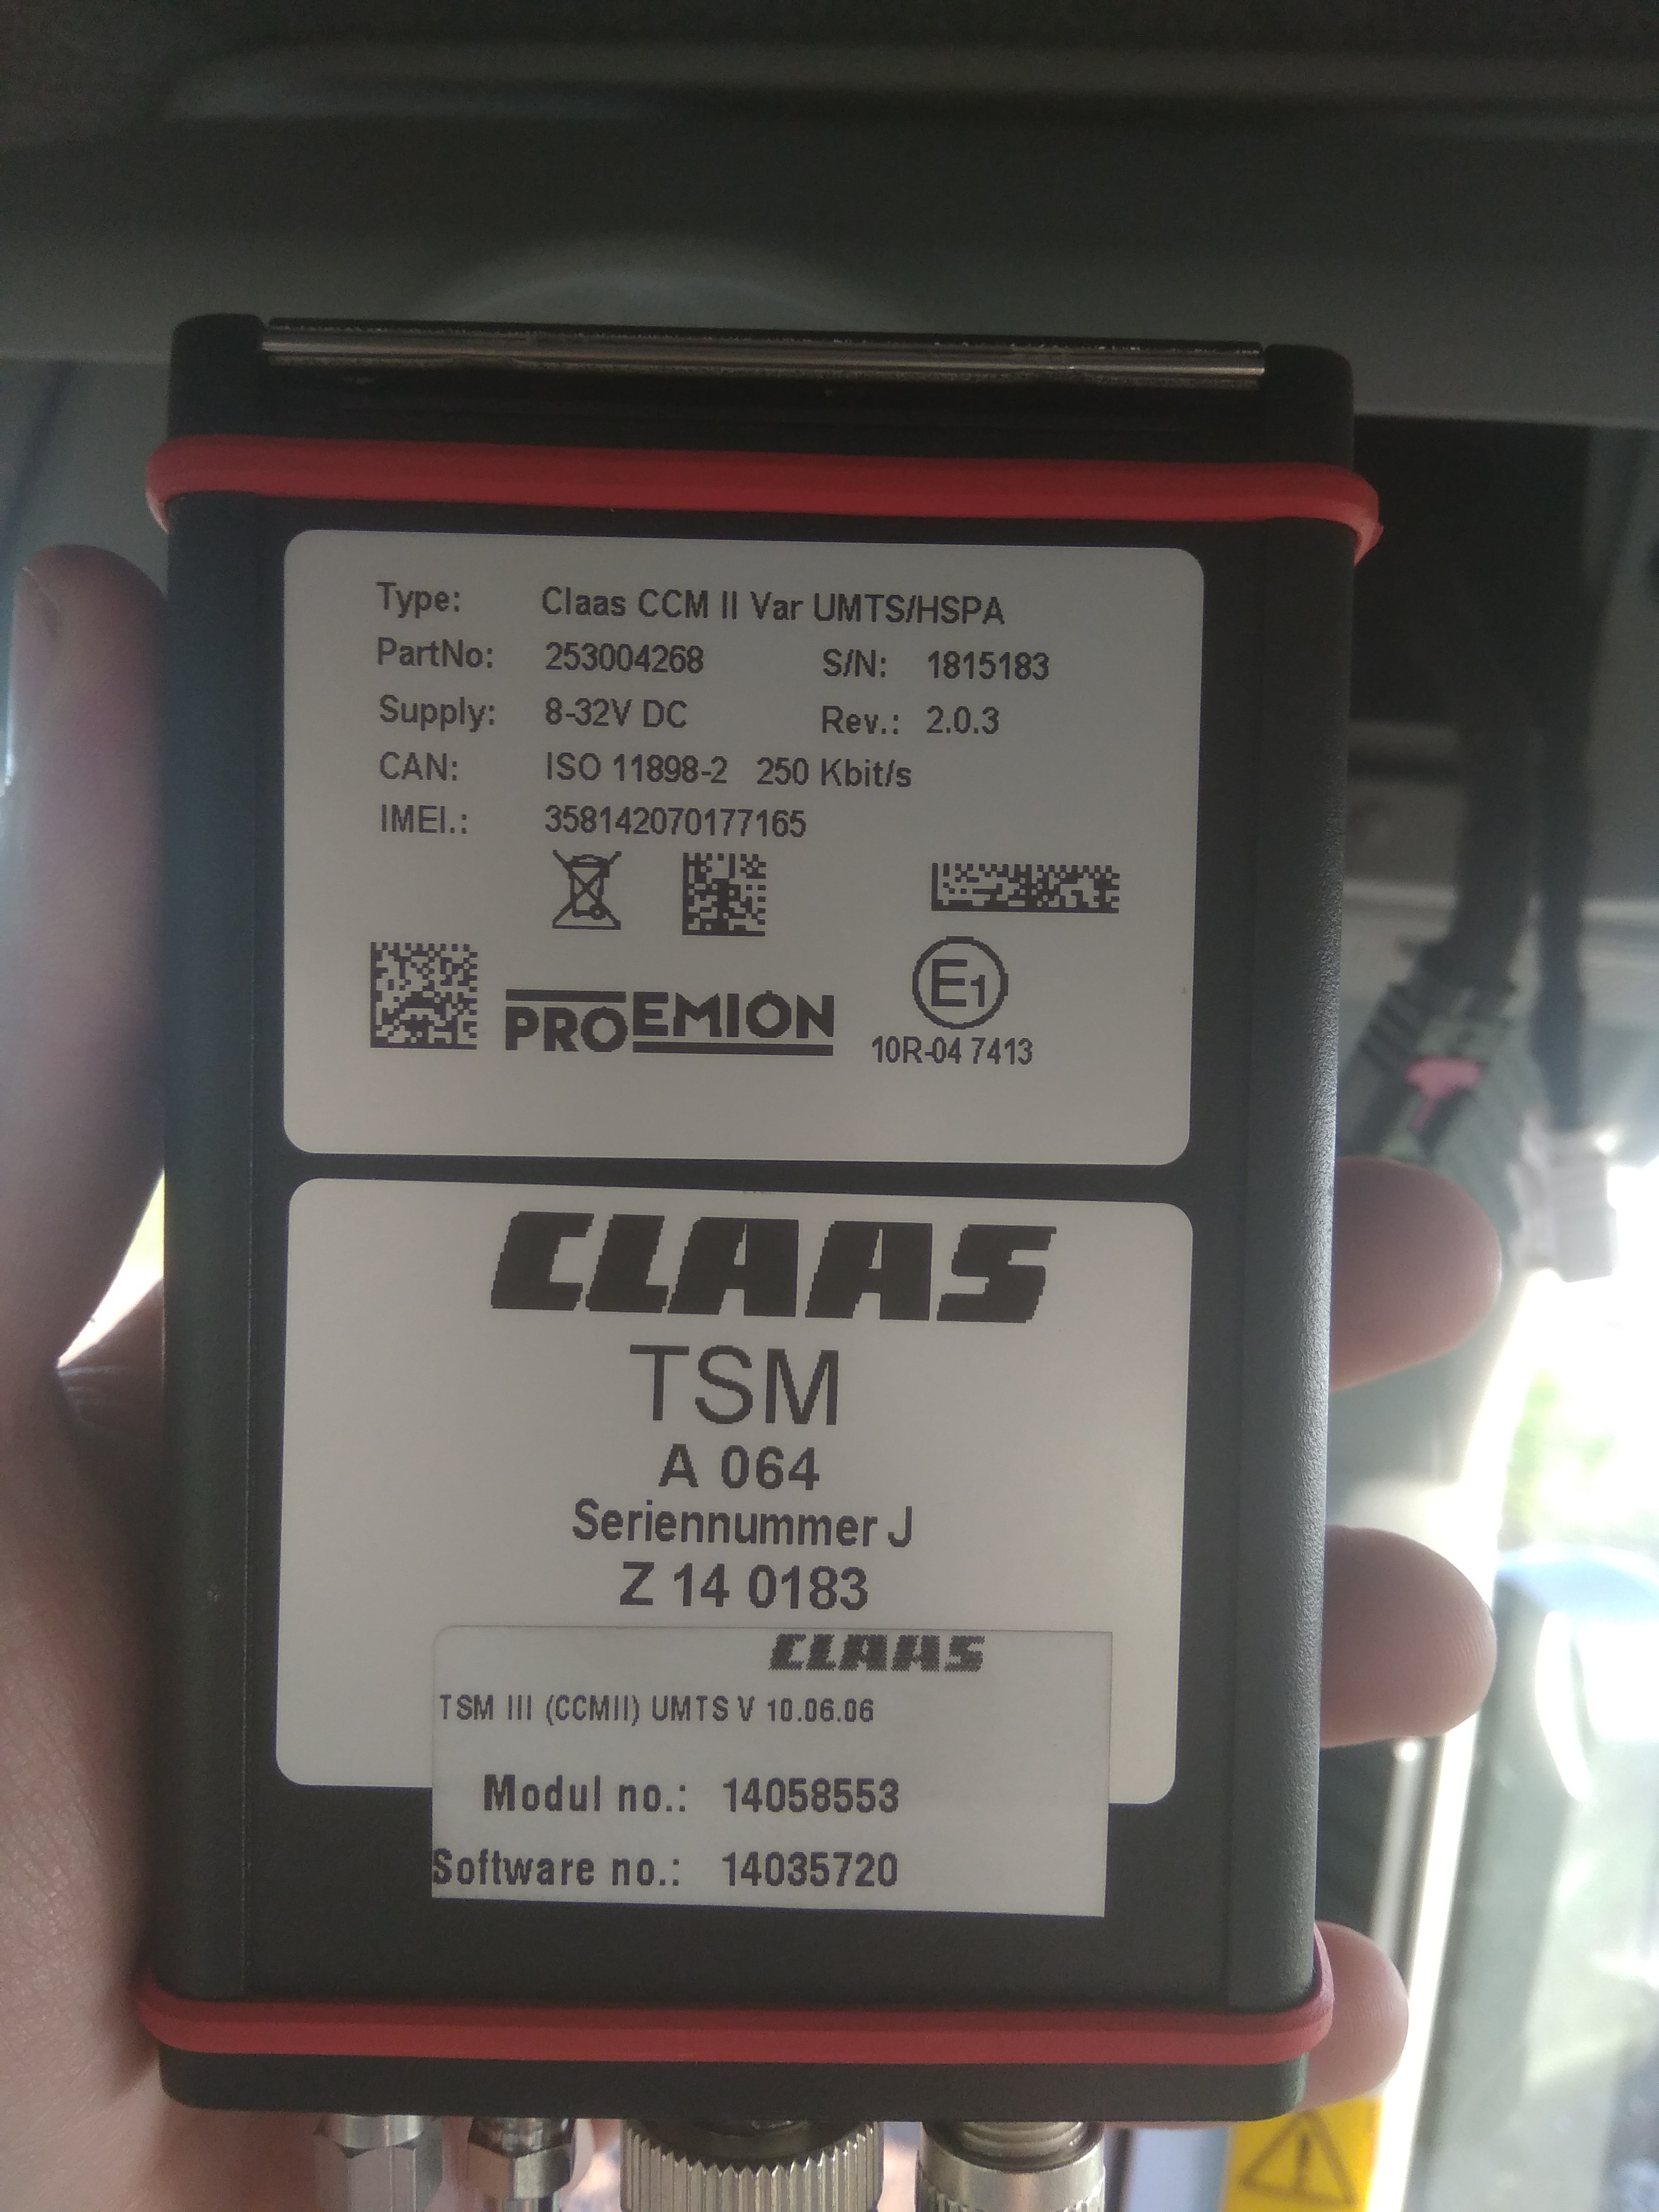 Type: Claas CCM II Var UMTS/HSPA
PartNo: 253004268 S/N: 1815183
Supply: 8-32V DC Rev.: 2.0.3
CAN: ISO 11898-2 250 Kbit/s
IMEI.: 358142070177165
PROEMION
E1
10R-04 7413
CLAAS
TSM
A 064
Seriennummer J
Z 14 0183
CLAAS
TSM III (CCMII) UMTS V 10.06.06
Modul no.: 14058553
Software no.: 14035720